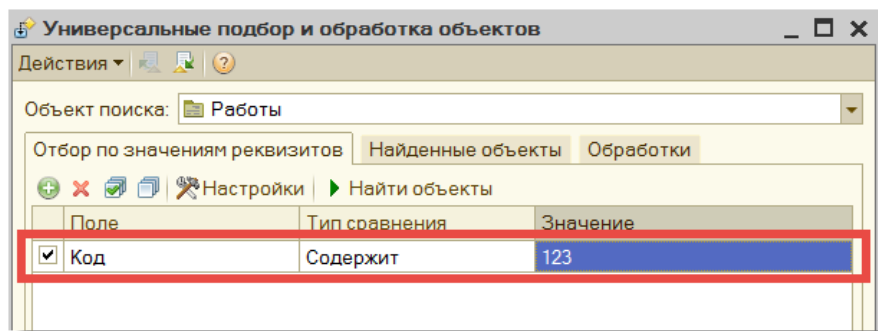 Универсальные подбор и обработка объектов
Действия
Объект поиска: Работы
Отбор по значениям реквизитов Найденные объекты Обработки
Настройки Найти объекты
Поле Тип сравнения Значение
Код Содержит 123